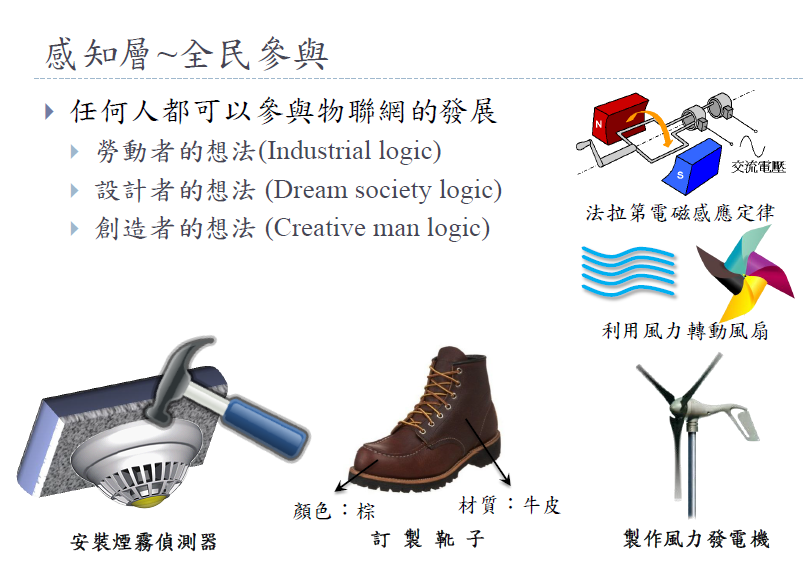 感知層~全民參與
任何人都可以參與物聯網的發展
勞動者的想法(Industrial logic)
設計者的想法 (Dream society logic)
創造者的想法 (Creative man logic)
N
S
交流電壓
法拉第電磁感應定律
利用風力轉動風扇
顏色：棕
材質：牛皮
安裝煙霧偵測器
訂製靴子
製作風力發電機